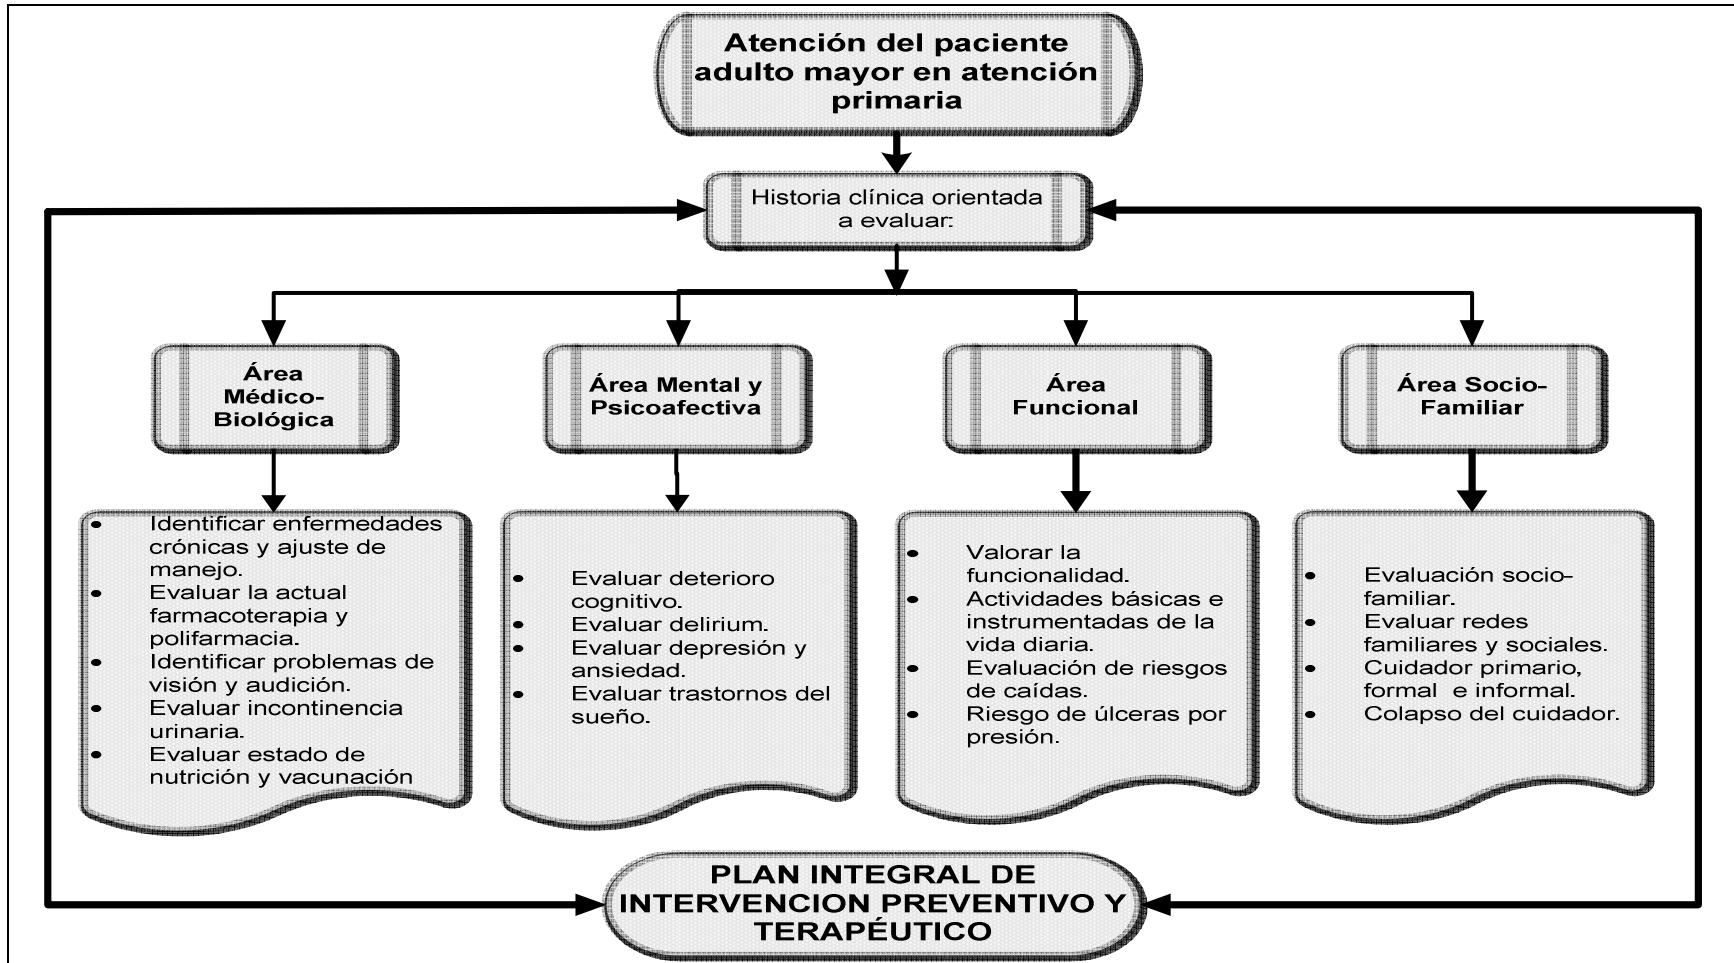 Atención del paciente
adulto mayor en atención
primaria
Historia clínica orientada
a evaluar:
Área
Médico-
Biológica
Área Mental y
Psicoafectiva
Área
Funcional
Área Socio-
Familiar
• Identificar enfermedades
crónicas y ajuste de
manejo.
• Evaluar la actual
farmacoterapia y
polifarmacia.
• Identificar problemas de
visión y audición.
• Evaluar incontinencia
urinaria.
• Evaluar estado de
nutrición y vacunación
• Evaluar deterioro
cognitivo.
• Evaluar delirium.
• Evaluar depresión y
ansiedad.
• Evaluar trastornos del
sueño.
• Valorar la
funcionalidad.
• Actividades básicas e
instrumentadas de la
vida diaria.
• Evaluación de riesgos
de caídas.
• Riesgo de úlceras por
presión.
• Evaluación socio-
familiar.
• Evaluar redes
familiares y sociales.
• Cuidador primario,
formal e informal.
• Colapso del cuidador.
PLAN INTEGRAL DE
INTERVENCION PREVENTIVO Y
TERAPÉUTICO